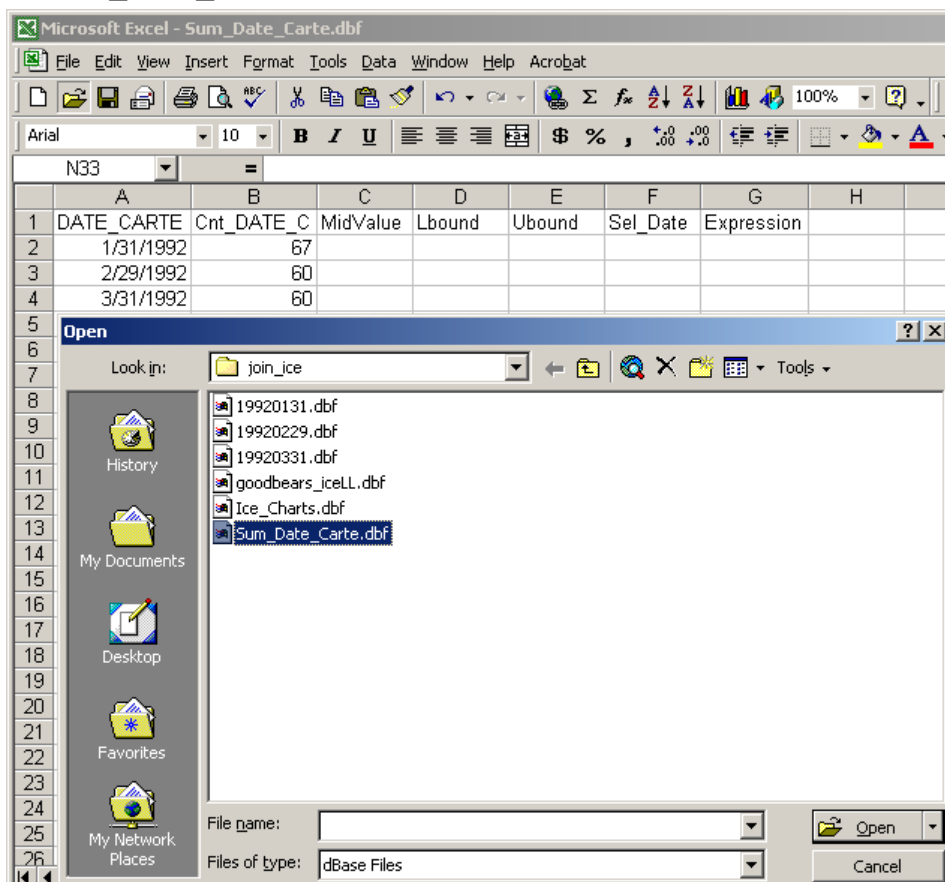 Microsoft Excel - Sum_Date_Carte.dbf
File Edit View Insert Format Tools Data Window Help Acrobat
100%
Arial 10 B I U $ % ,
N33 =
A B C D E F G H
1 DATE_CARTE Cnt_DATE_C MidValue Lbound Ubound Sel_Date Expression
2 1/31/1992 67
3 2/29/1992 60
4 3/31/1992 60
5
Open
6
7
Look in: join_ice Tools
8
9
10
11
12
13
14
15
16
17
18
19
20
21
22
23
24
25
26
History
My Documents
Desktop
Favorites
My Network
Places
19920131.dbf
19920229.dbf
19920331.dbf
goodbears_iceLL.dbf
Ice_Charts.dbf
Sum_Date_Carte.dbf
File name: Open
Files of type: dBase Files Cancel